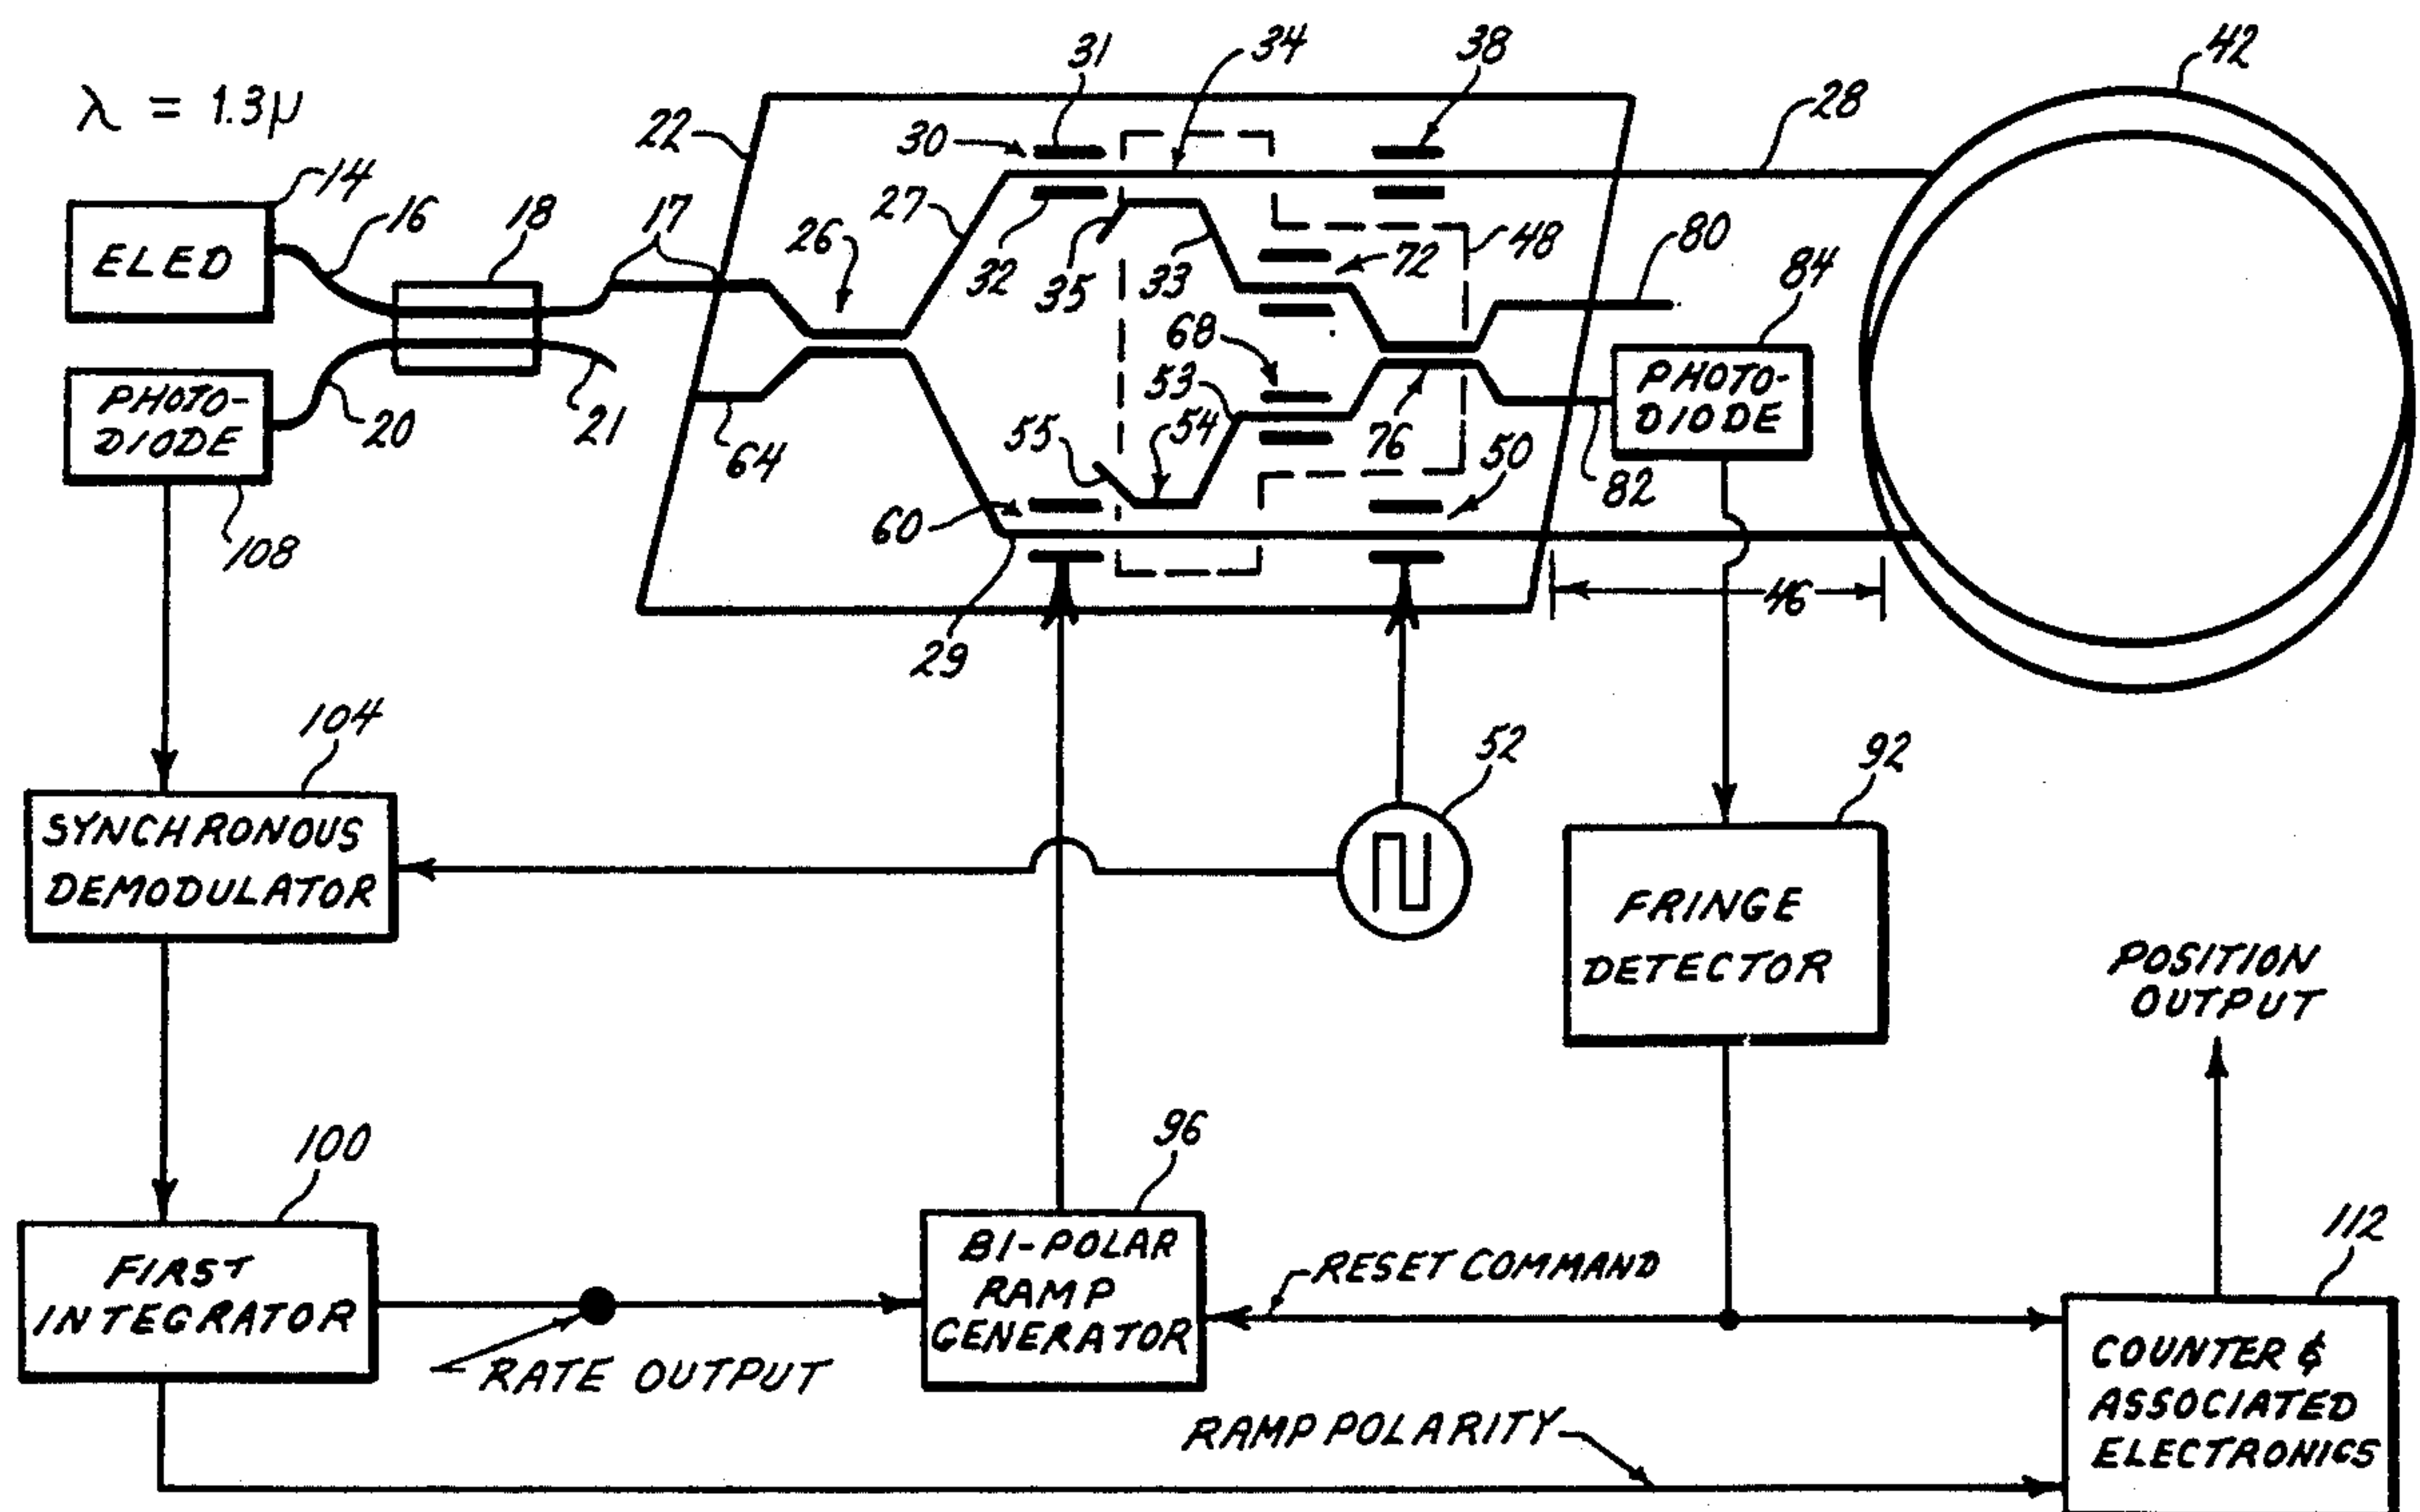 λ = 1.3μ
31
34
38
42
22
30
28
14
16
18
17
27
26
ELED
32
35
33
72
48
80
84
68
53
PHOTO-
DIODE
PHOTO-
DIODE
20
21
64
55
54
76
50
82
60
108
46
29
104
52
92
SYNCHRONOUS
DEMODULATOR
FRINGE
DETECTOR
POSITION
OUTPUT
100
96
112
FIRST
INTEGRATOR
BI-POLAR
RAMP
GENERATOR
RESET COMMAND
RATE OUTPUT
COUNTER &
ASSOCIATED
ELECTRONICS
RAMP POLARITY